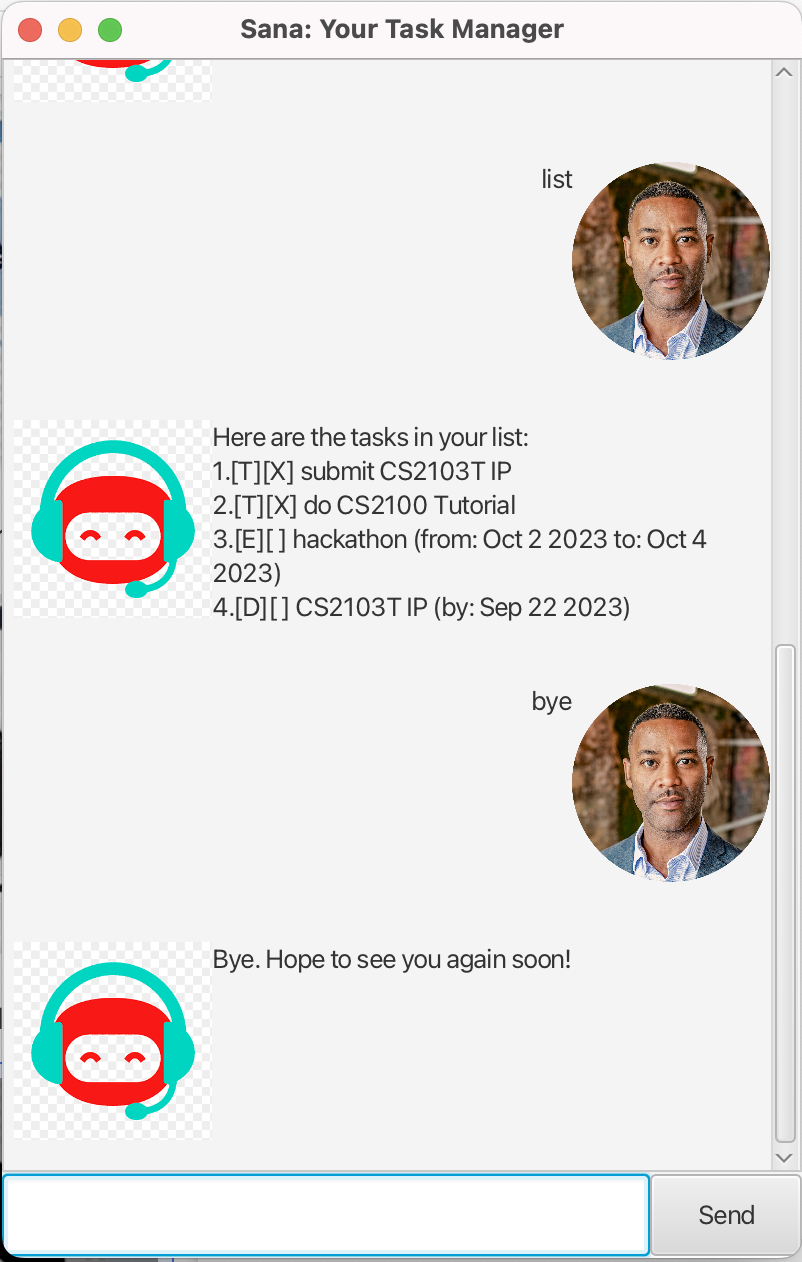 Sana: Your Task Manager
list
Here are the tasks in your list:
1.[T][X] submit CS2103T IP
2.[T][X] do CS2100 Tutorial
3.[E][ ] hackathon (from: Oct 2 2023 to: Oct 4
2023)
4.[D][ ] CS2103T IP (by: Sep 22 2023)
bye
Bye. Hope to see you again soon!
Send